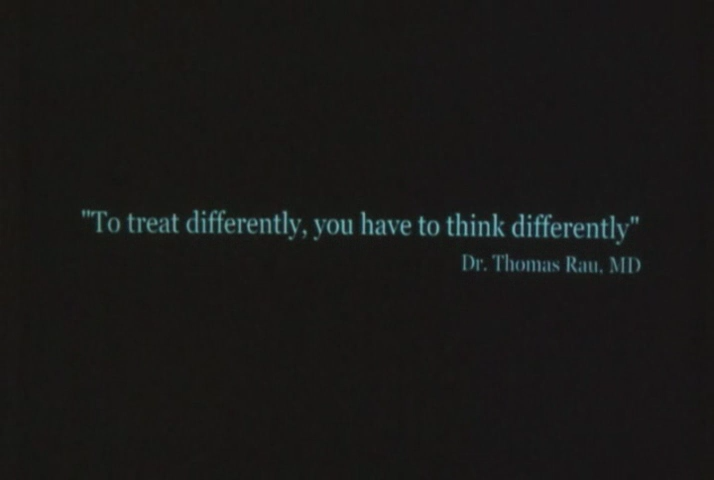 "To treat differently, you have to think differently"
Dr. Thomas Rau, MD